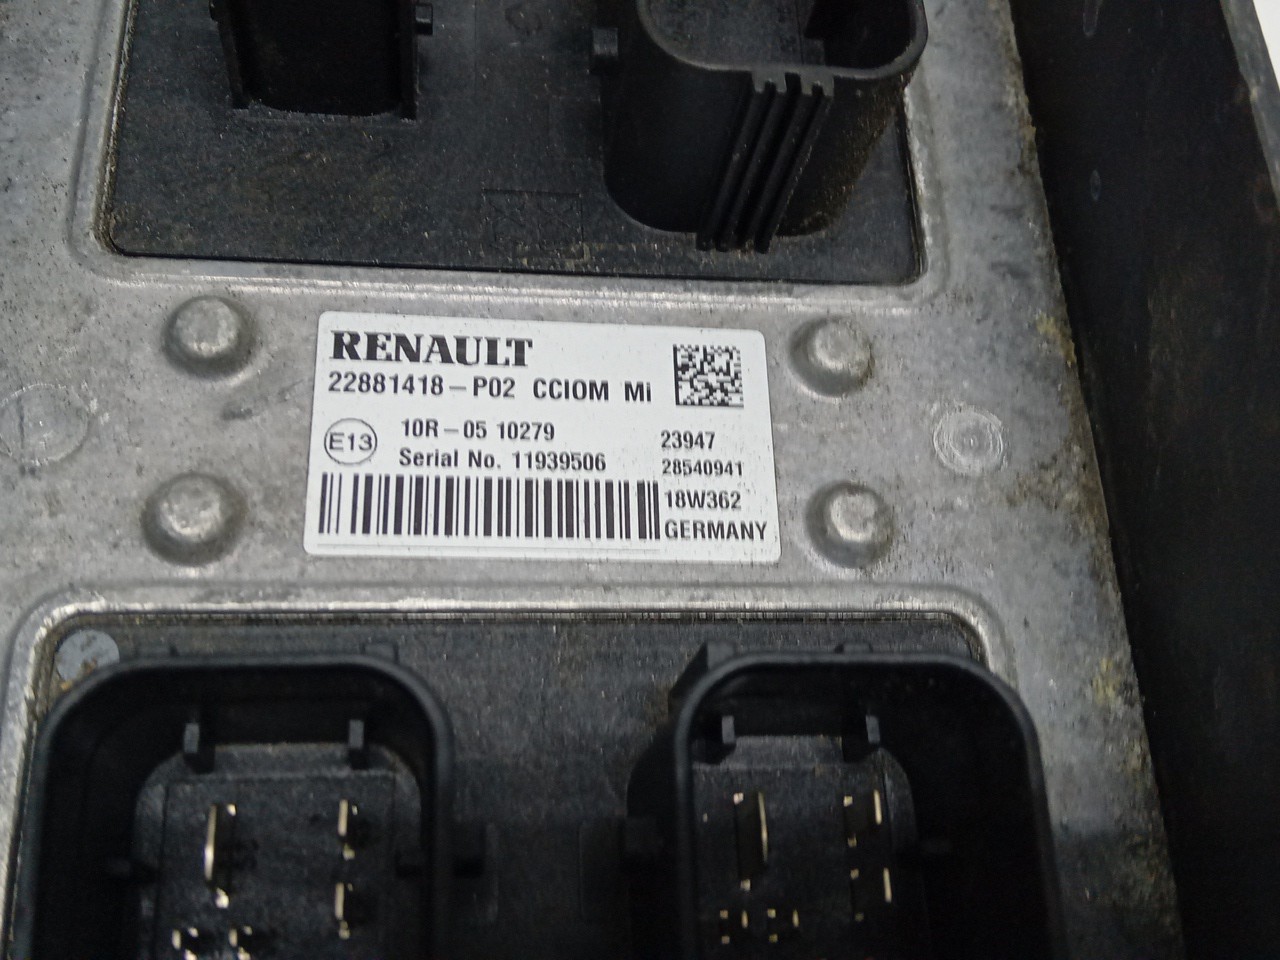 RENAULT
22881418-P02 CCIOM Mi
E13
10R-05 10279
23947
Serial No. 11939506
28540941
18W362
GERMANY